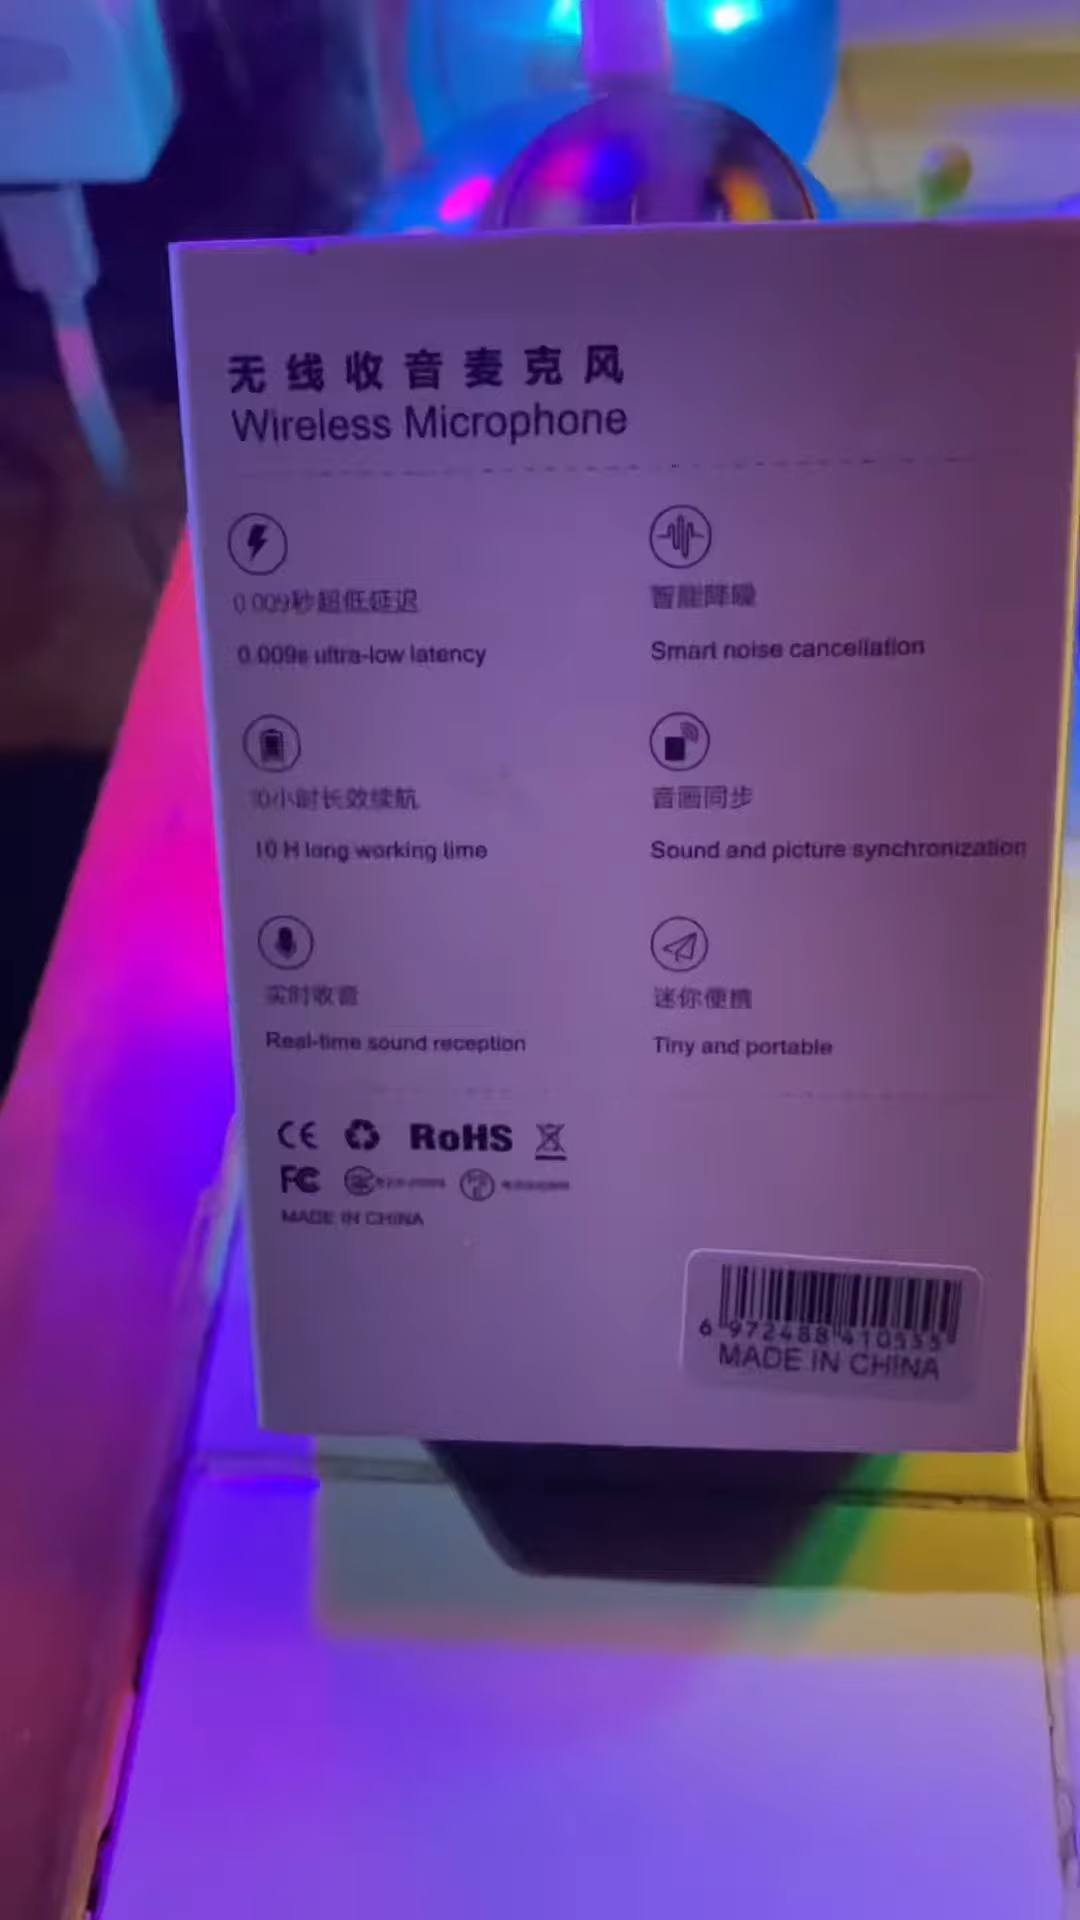 无线收音麦克风
Wireless Microphone
0.009秒超低延迟
0.009s ultra-low latency
智能降噪
Smart noise cancellation
10小时长效续航
10 H long working time
音画同步
Sound and picture synchronization
实时收音
Real-time sound reception
迷你便携
Tiny and portable
CE RoHS
FC
MADE IN CHINA
6 972488 410535
MADE IN CHINA